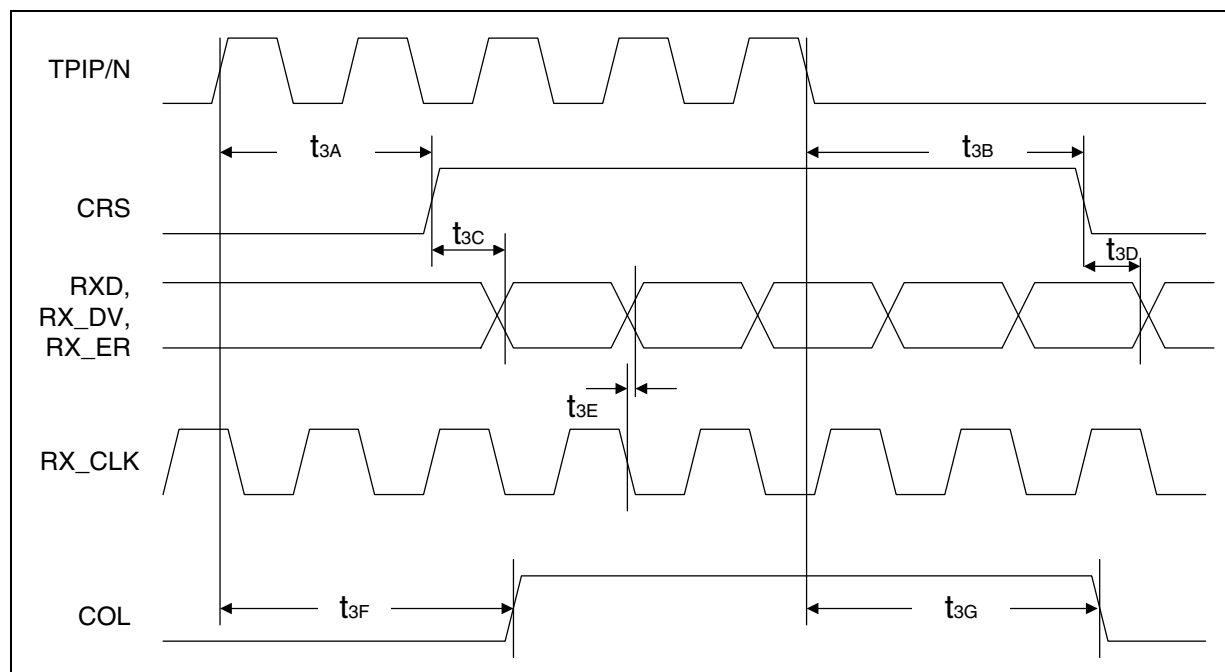 TPIP/N
t3A
t3B
CRS
t3C
t3D
RXD,
RX_DV,
RX_ER
t3E
RX_CLK
t3F
t3G
COL